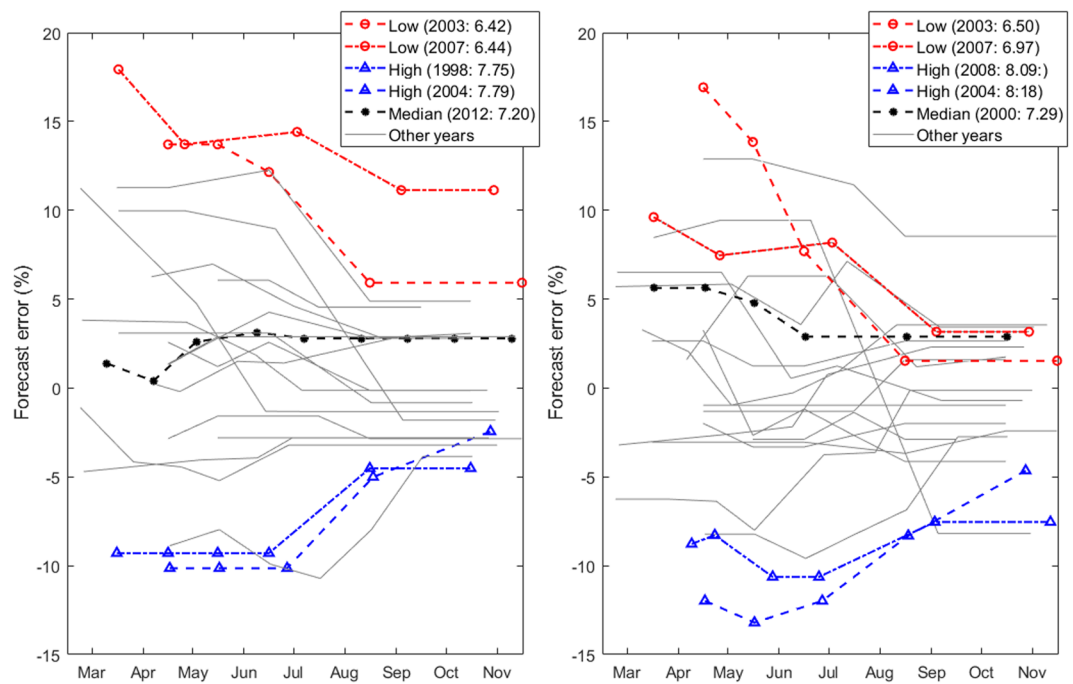 Low (2003: 6.42)
Low (2007: 6.44)
High (1998: 7.75)
High (2004: 7.79)
Median (2012: 7.20)
Other years
20
15
10
5
0
-5
-10
-15
Forecast error (%)
Mar Apr May Jun Jul Aug Sep Oct Nov
Low (2003: 6.50)
Low (2007: 6.97)
High (2008: 8.09:)
High (2004: 8:18)
Median (2000: 7.29)
Other years
20
15
10
5
0
-5
-10
-15
Forecast error (%)
Mar Apr May Jun Jul Aug Sep Oct Nov